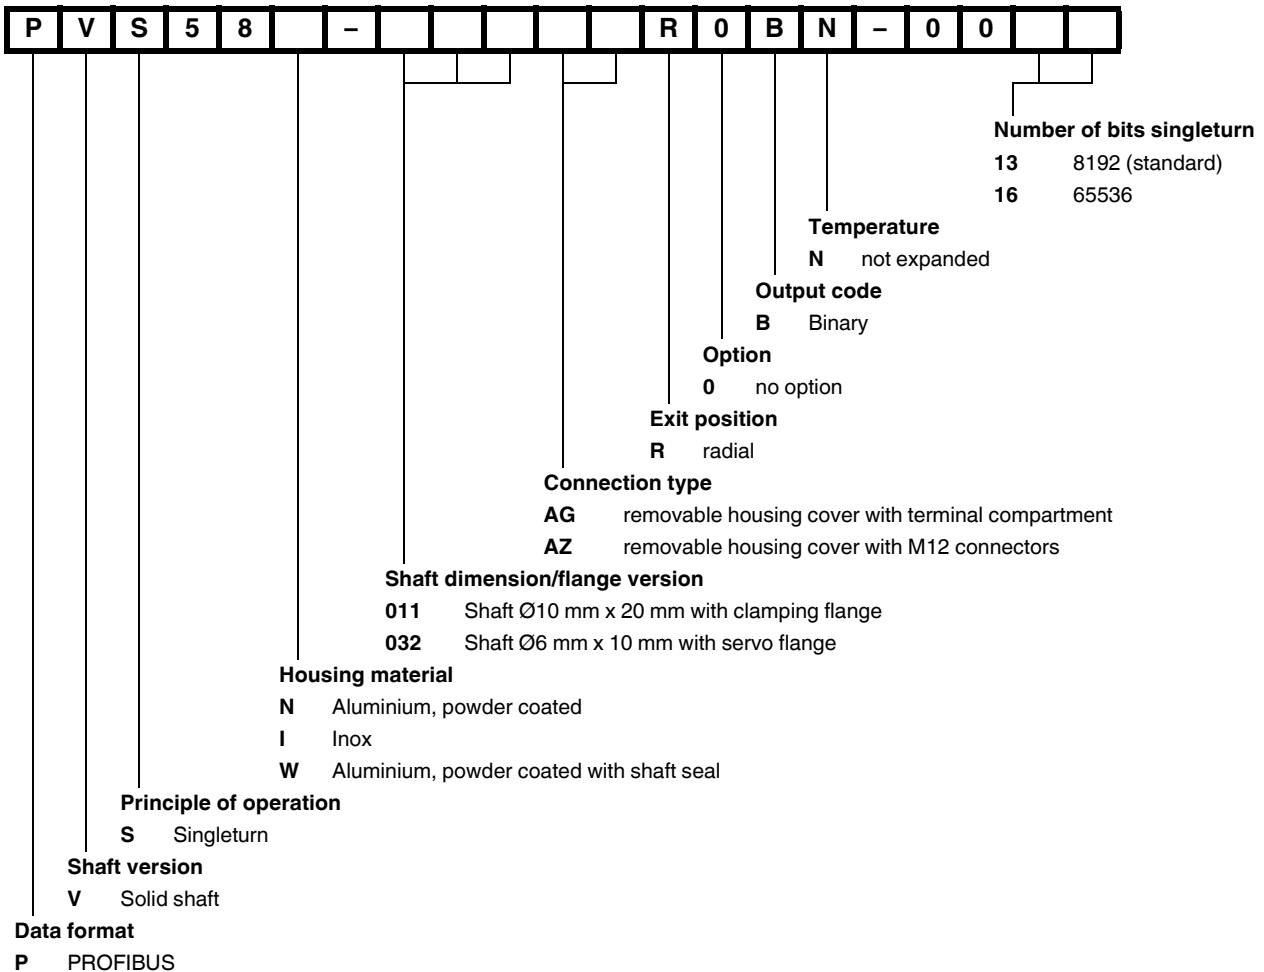 P V S 5 8 – R 0 B N – 0 0
Number of bits singleturn
13 8192 (standard)
16 65536
Temperature
N not expanded
Output code
B Binary
Option
0 no option
Exit position
R radial
Connection type
AG removable housing cover with terminal compartment
AZ removable housing cover with M12 connectors
Shaft dimension/flange version
011 Shaft Ø10 mm x 20 mm with clamping flange
032 Shaft Ø6 mm x 10 mm with servo flange
Housing material
N Aluminium, powder coated
I Inox
W Aluminium, powder coated with shaft seal
Principle of operation
S Singleturn
Shaft version
V Solid shaft
Data format
P PROFIBUS